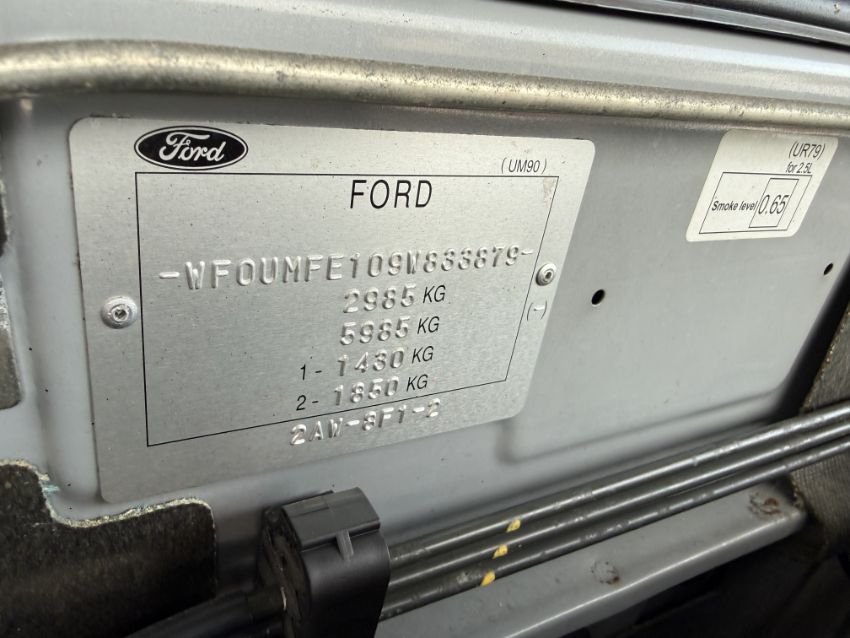 Ford
(UM90)
FORD
-WF0UMFE109W833879-
2985 KG
5985 KG
1 - 1430 KG
2 - 1850 KG
(-)
2AW-8F1-2
(UR79)
for 2.5L
Smoke level 0.65